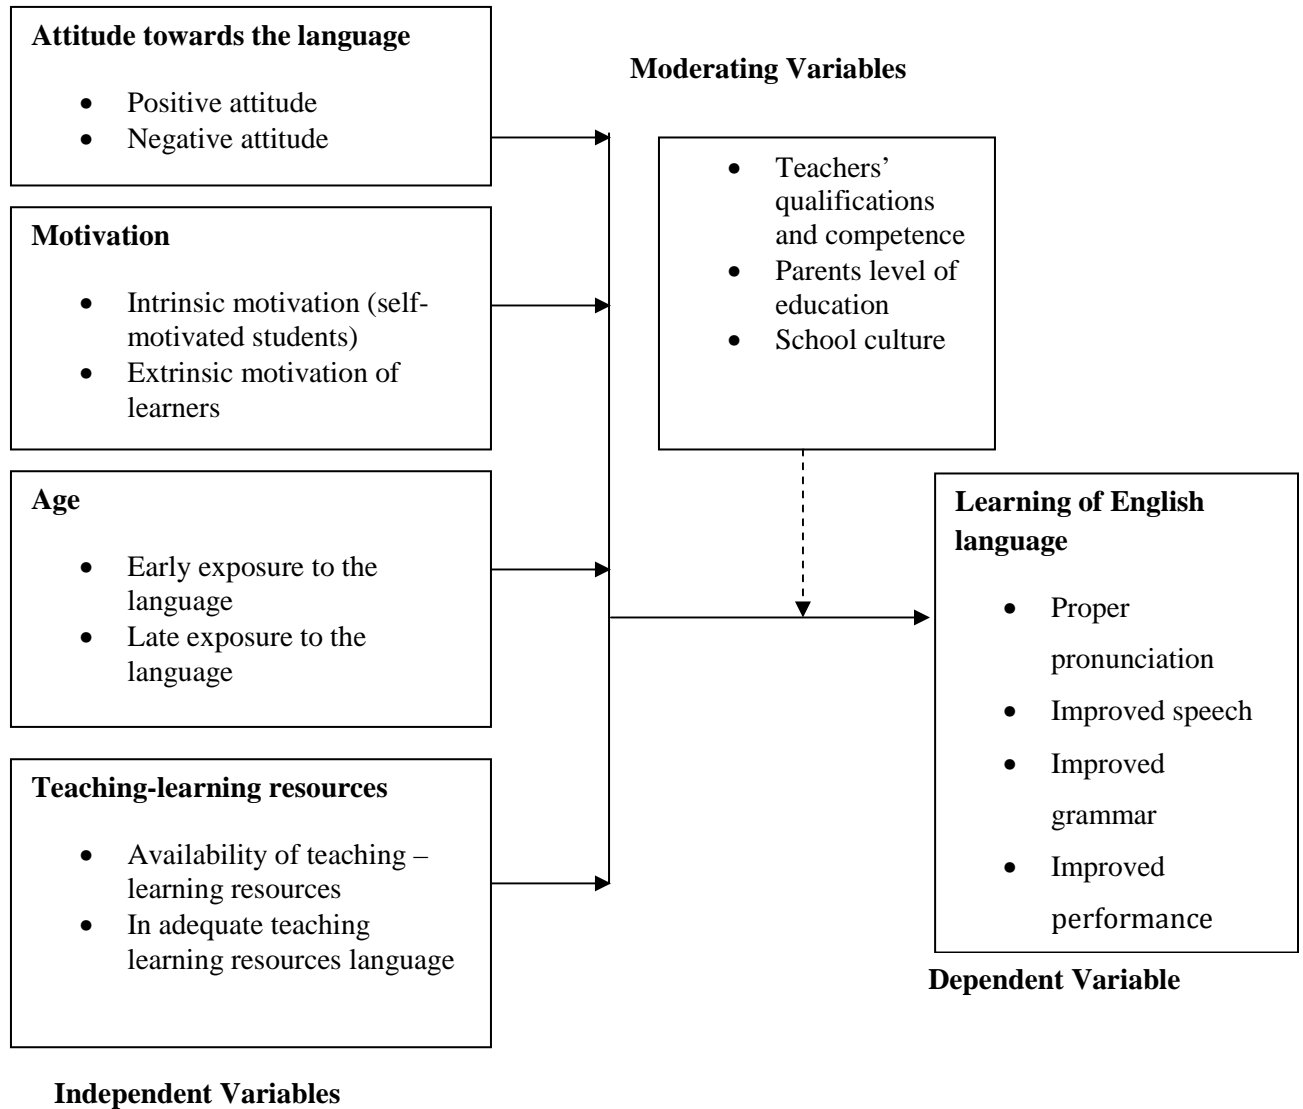 Attitude towards the language
• Positive attitude
• Negative attitude
Motivation
• Intrinsic motivation (self-
motivated students)
• Extrinsic motivation of
learners
Age
• Early exposure to the
language
• Late exposure to the
language
Teaching-learning resources
• Availability of teaching –
learning resources
• In adequate teaching
learning resources language
Independent Variables
Moderating Variables
• Teachers’
qualifications
and competence
• Parents level of
education
• School culture
Learning of English
language
• Proper
pronunciation
• Improved speech
• Improved
grammar
• Improved
performance
Dependent Variable